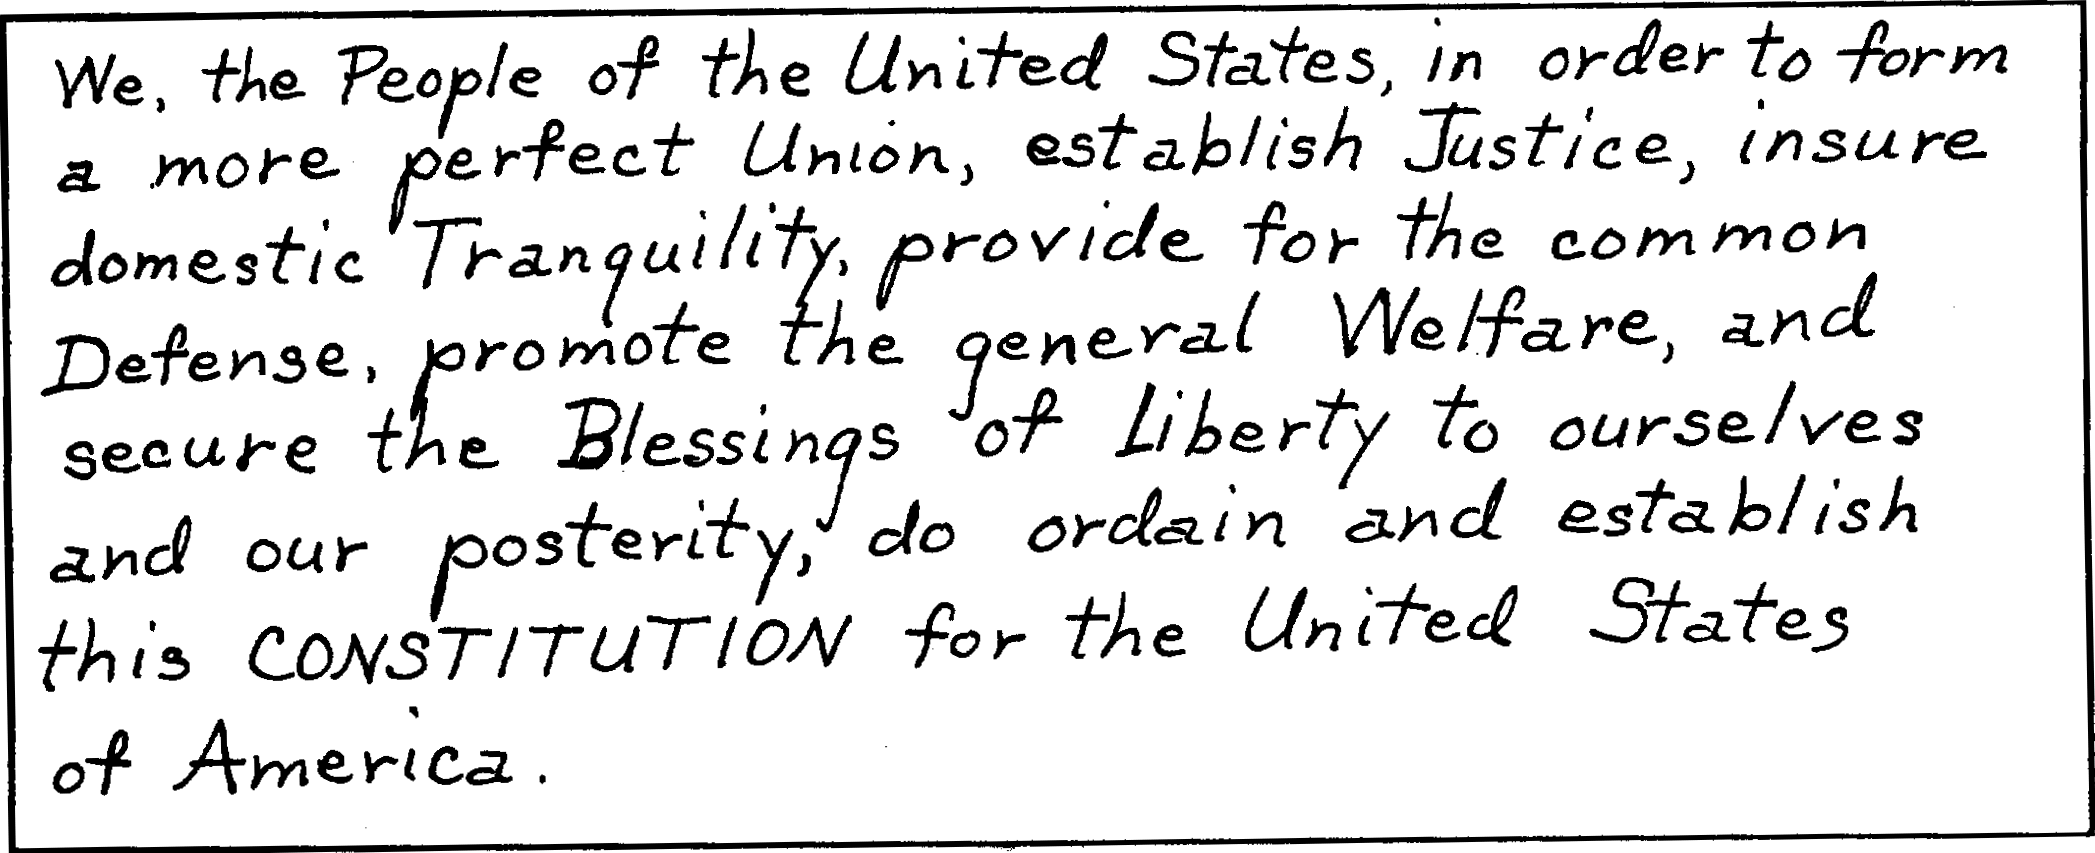 We, the People of the United States, in order to form
a more perfect Union, establish Justice, insure
domestic Tranquility, provide for the common
Defense, promote the general Welfare, and
secure the Blessings of Liberty to ourselves
and our posterity, do ordain and establish
this CONSTITUTION for the United States
of America.